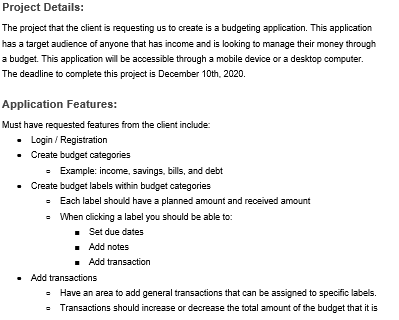 Project Details:
The project that the client is requesting us to create is a budgeting application. This application
has a target audience of anyone that has income and is looking to manage their money through
a budget. This application will be accessible through a mobile device or a desktop computer.
The deadline to complete this project is December 10th, 2020.
Application Features:
Must have requested features from the client include:
• Login / Registration
• Create budget categories
▫ Example: income, savings, bills, and debt
• Create budget labels within budget categories
▫ Each label should have a planned amount and received amount
▫ When clicking a label you should be able to:
▪ Set due dates
▪ Add notes
▪ Add transaction
• Add transactions
▫ Have an area to add general transactions that can be assigned to specific labels.
▫ Transactions should increase or decrease the total amount of the budget that it is